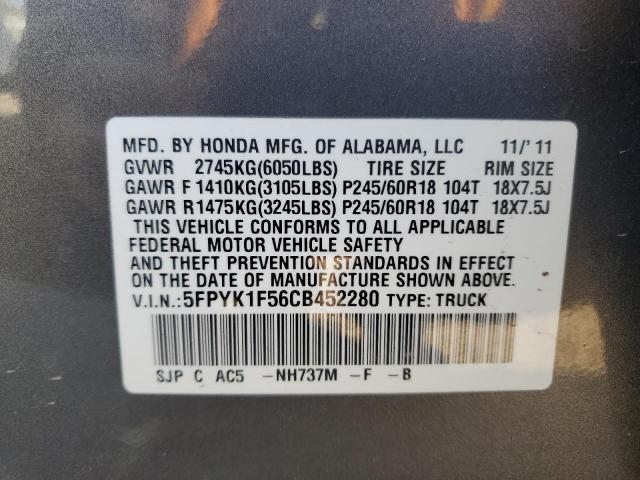 MFD. BY HONDA MFG. OF ALABAMA, LLC 11/'11
GVWR 2745KG(6050LBS) TIRE SIZE RIM SIZE
GAWR F 1410KG(3105LBS) P245/60R18 104T 18X7.5J
GAWR R 1475KG(3245LBS) P245/60R18 104T 18X7.5J
THIS VEHICLE CONFORMS TO ALL APPLICABLE
FEDERAL MOTOR VEHICLE SAFETY
AND THEFT PREVENTION STANDARDS IN EFFECT
ON THE DATE OF MANUFACTURE SHOWN ABOVE.
V.I.N.: 5FPYK1F56CB452280 TYPE: TRUCK
SJP C AC5 -NH737M -F -B